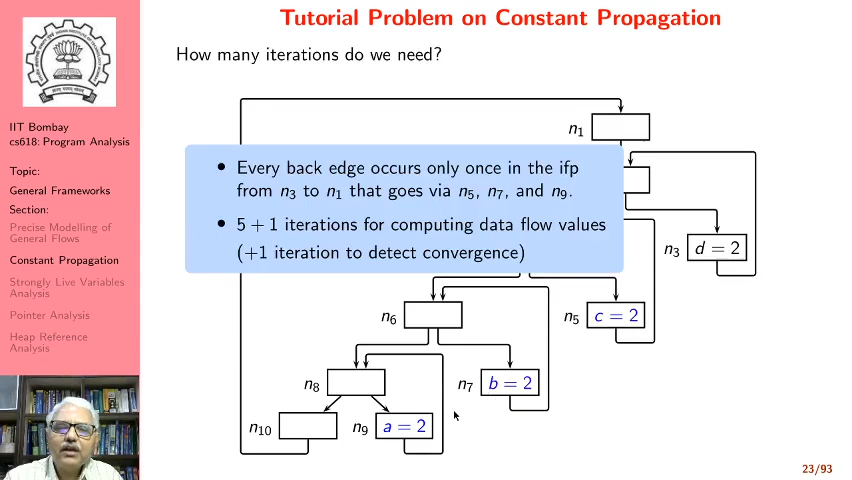 Tutorial Problem on Constant Propagation
How many iterations do we need?
IIT Bombay
cs618: Program Analysis
Topic:
General Frameworks
Section:
Precise Modelling of
General Flows
Constant Propagation
Strongly Live Variables
Analysis
Pointer Analysis
Heap Reference
Analysis
n1
• Every back edge occurs only once in the ifp
from n3 to n1 that goes via n5, n7, and n9.
• 5 + 1 iterations for computing data flow values
(+1 iteration to detect convergence)
n3 d = 2
n6
n5 c = 2
n8
n7 b = 2
n10
n9 a = 2
23/93